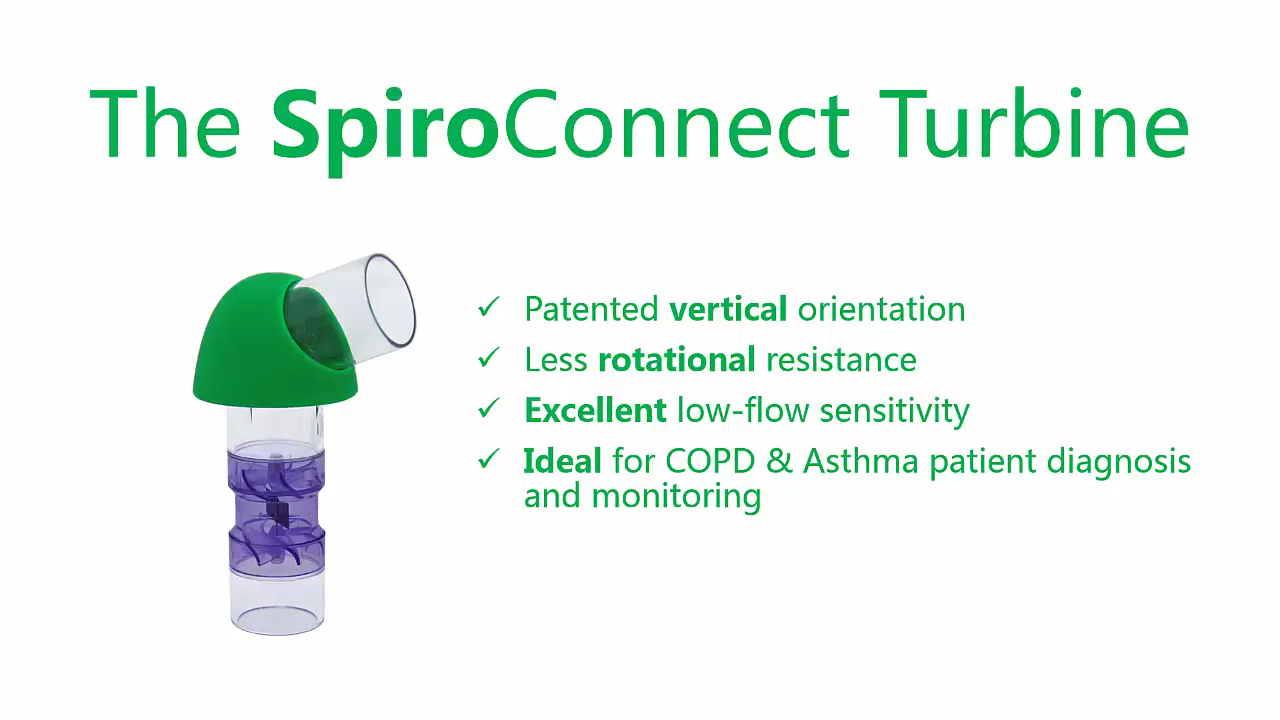 The SpiroConnect Turbine
✓ Patented vertical orientation
✓ Less rotational resistance
✓ Excellent low-flow sensitivity
✓ Ideal for COPD & Asthma patient diagnosis
and monitoring